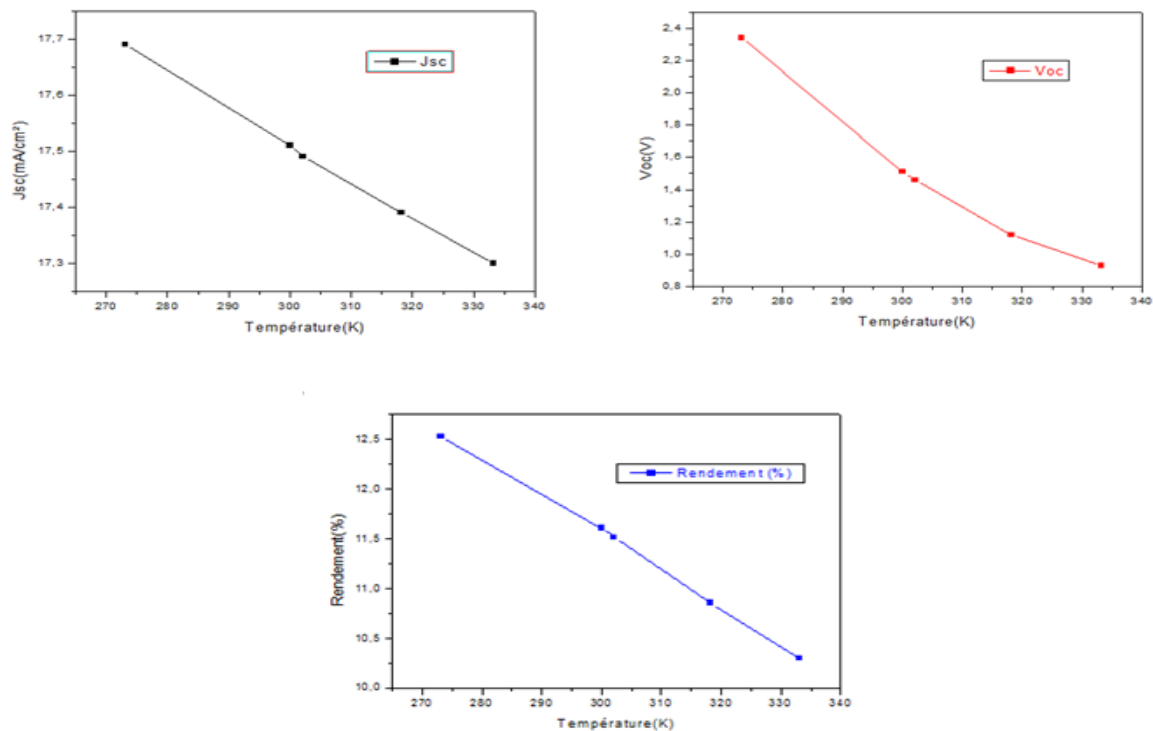 17,7
17,6
17,5
17,4
17,3
Jsc(mA/cm²)
Jsc
270 280 290 300 310 320 330 340
Température(K)
2,4
2,2
2,0
1,8
1,6
1,4
1,2
1,0
0,8
Voc(V)
Voc
270 280 290 300 310 320 330 340
Température(K)
12,5
12,0
11,5
11,0
10,5
10,0
Rendement(%)
Rendement (%)
270 280 290 300 310 320 330 340
Température(K)